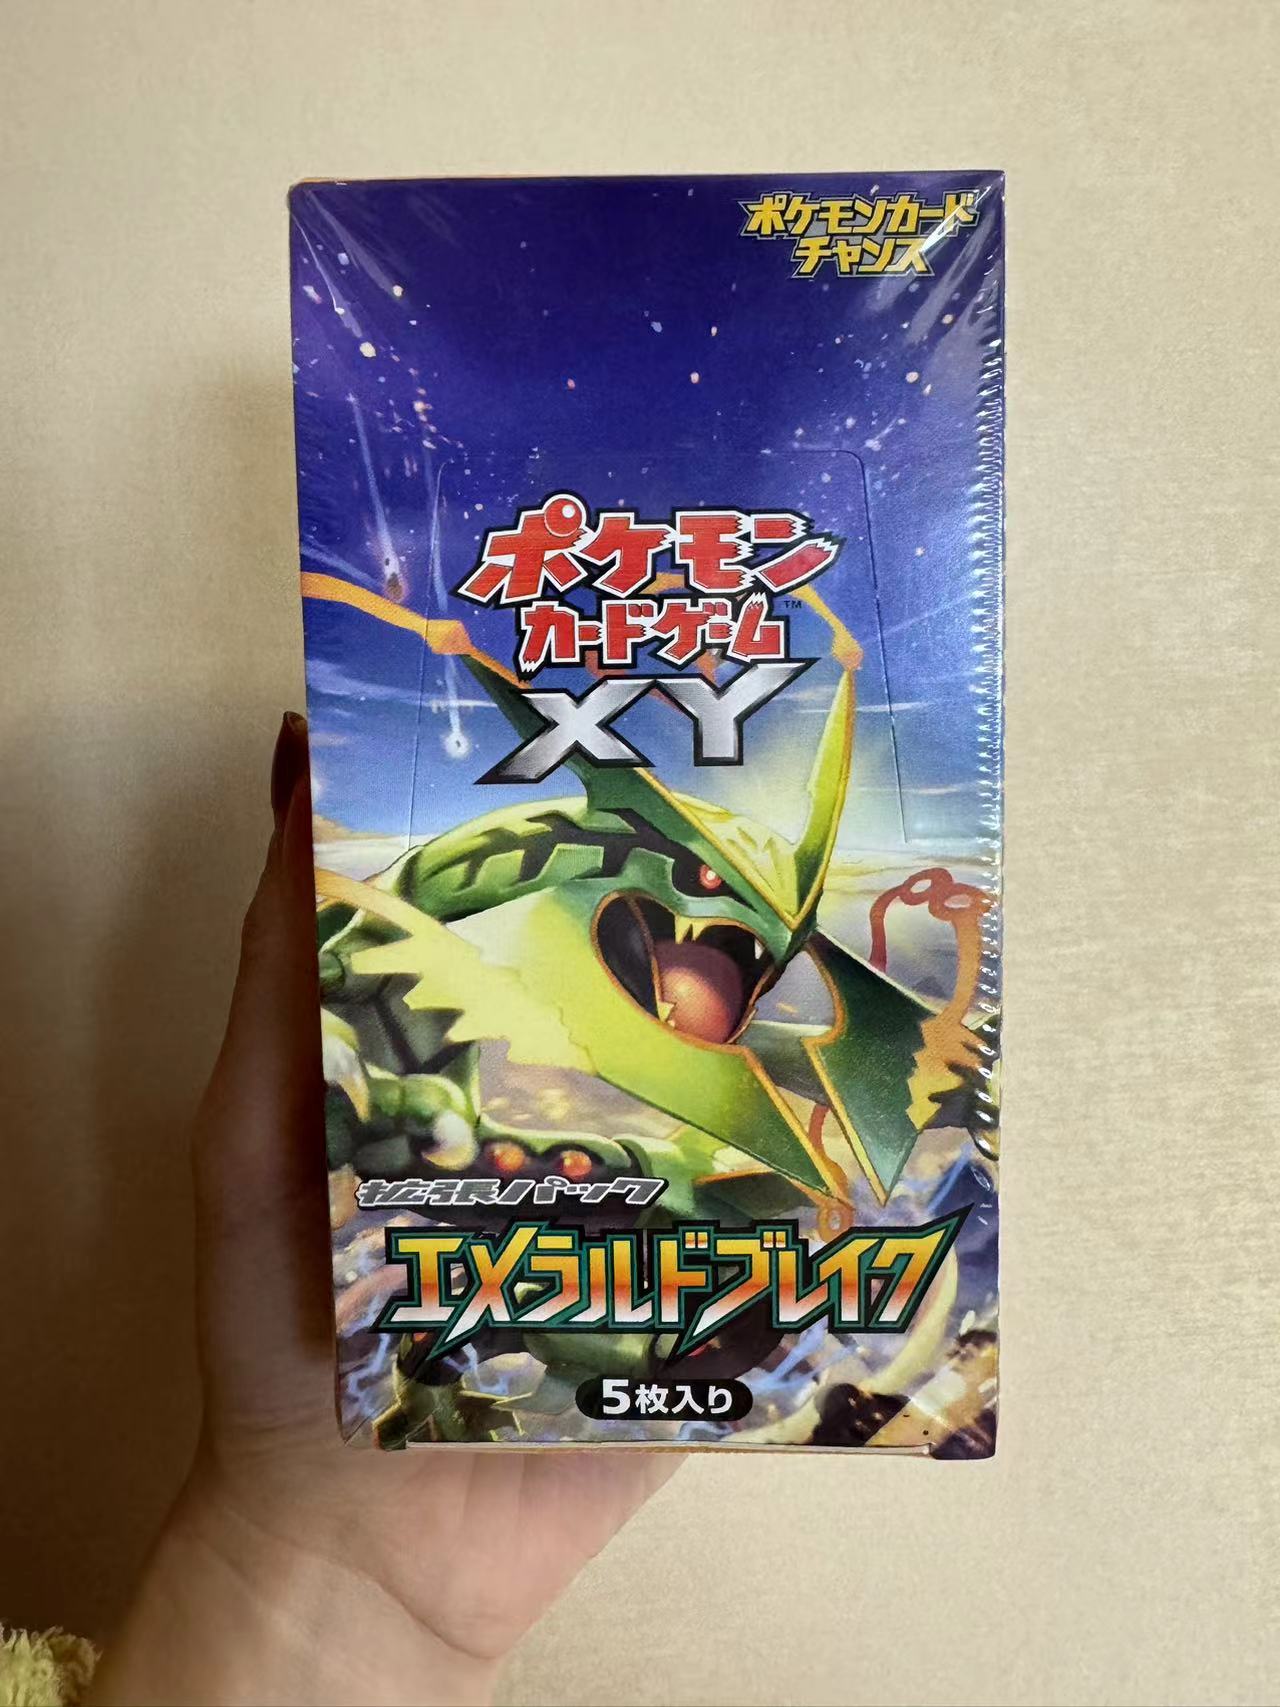 ポケモンカード
チャンス
ポケモン
カードゲーム™
XY
拡張パック
エメラルドブレイク
5枚入り